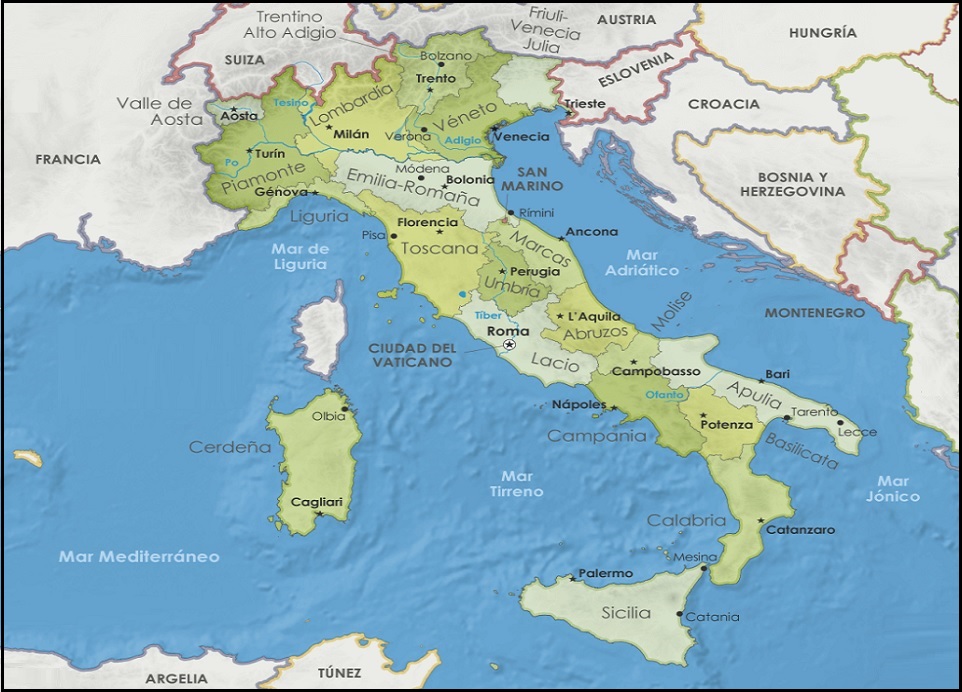 Trentino
Alto Adigio
Friuli-
Venecia
Julia
AUSTRIA
HUNGRÍA
SUIZA
Bolzano
ESLOVENIA
Trento
Valle de
Aosta
Aosta
Tesino
Lombardía
Véneto
Trieste
CROACIA
Milán
Verona
Adigio
Venecia
FRANCIA
Po
Turín
Piamonte
Módena
Bolonia
Emilia-Romaña
SAN
MARINO
BOSNIA Y
HERZEGOVINA
Génova
Liguria
Florencia
Rímini
Pisa
Toscana
Marcas
Ancona
Mar de
Liguria
Mar
Adriático
Perugia
Umbría
Molise
Tíber
L'Aquila
Abruzos
MONTENEGRO
Roma
CIUDAD DEL
VATICANO
Lacio
Campobasso
Bari
Apulia
Ofanto
Nápoles
Olbia
Tarento
Potenza
Lecce
Campania
Basilicata
Cerdeña
Mar
Tirreno
Mar
Jónico
Cagliari
Calabria
Catanzaro
Mar Mediterráneo
Mesina
Palermo
Sicilia
Catania
ARGELIA
TÚNEZ